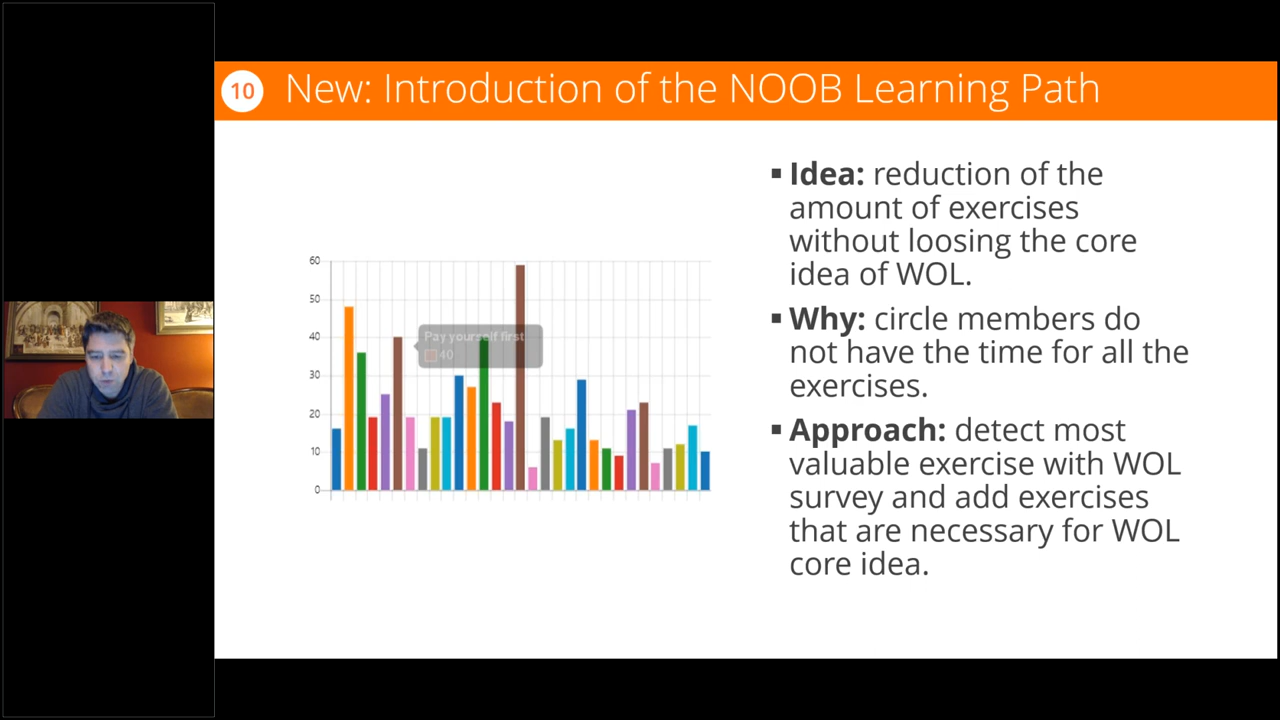 10 New: Introduction of the NOOB Learning Path
▪ Idea: reduction of the
amount of exercises
without loosing the core
idea of WOL.
▪ Why: circle members do
not have the time for all the
exercises.
▪ Approach: detect most
valuable exercise with WOL
survey and add exercises
that are necessary for WOL
core idea.
60
50
40
30
20
10
0
Pay yourself first
40